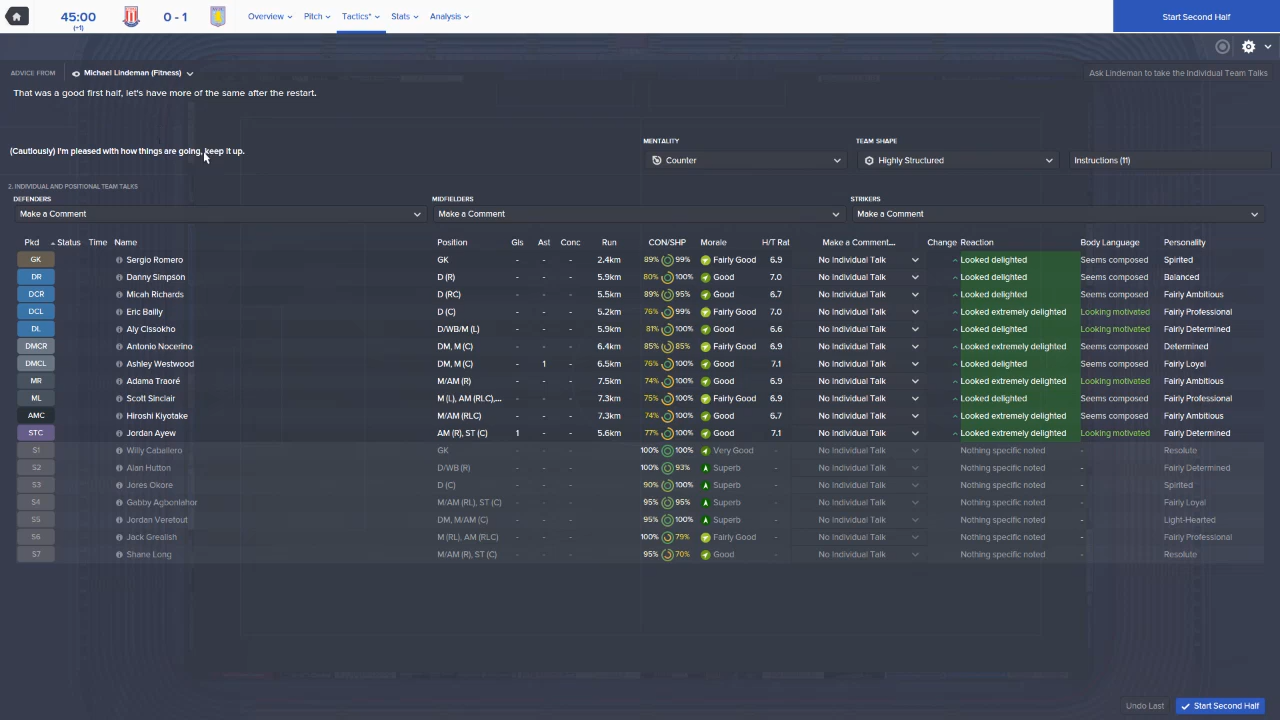 45:00
(+1)
0 - 1
Overview
Pitch
Tactics*
Stats
Analysis
Start Second Half
ADVICE FROM Michael Lindeman (Fitness) Ask Lindeman to take the Individual Team Talks
That was a good first half, let's have more of the same after the restart.
(Cautiously) I'm pleased with how things are going, keep it up.
MENTALITY TEAM SHAPE
Counter Highly Structured Instructions (11)
2. INDIVIDUAL AND POSITIONAL TEAM TALKS
DEFENDERS MIDFIELDERS STRIKERS
Make a Comment Make a Comment Make a Comment
Pkd Status Time Name Position Gls Ast Conc Run CON/SHP Morale H/T Rat Make a Comment... Change Reaction Body Language Personality
GK Sergio Romero GK - - - 2.4km 89% 99% Fairly Good 6.9 No Individual Talk Looked delighted Seems composed Spirited
DR Danny Simpson D (R) - - - 5.9km 80% 100% Good 7.0 No Individual Talk Looked delighted Seems composed Balanced
DCR Micah Richards D (RC) - - - 5.5km 89% 95% Good 6.7 No Individual Talk Looked delighted Seems composed Fairly Ambitious
DCL Eric Bailly D (C) - - - 5.2km 76% 99% Fairly Good 7.0 No Individual Talk Looked extremely delighted Looking motivated Fairly Professional
DL Aly Cissokho D/WB/M (L) - - - 5.9km 81% 100% Good 6.6 No Individual Talk Looked delighted Looking motivated Fairly Determined
DMCR Antonio Nocerino DM, M (C) - - - 6.4km 85% 85% Fairly Good 6.9 No Individual Talk Looked extremely delighted Seems composed Determined
DMCL Ashley Westwood DM, M (C) - 1 - 6.5km 76% 100% Good 7.1 No Individual Talk Looked delighted Seems composed Fairly Loyal
MR Adama Traoré M/AM (R) - - - 7.5km 74% 100% Good 6.9 No Individual Talk Looked extremely delighted Looking motivated Fairly Ambitious
ML Scott Sinclair M (L), AM (RLC),... - - - 7.3km 75% 100% Fairly Good 6.9 No Individual Talk Looked delighted Seems composed Fairly Professional
AMC Hiroshi Kiyotake M/AM (RLC) - - - 7.3km 74% 100% Good 6.7 No Individual Talk Looked extremely delighted Seems composed Fairly Ambitious
STC Jordan Ayew AM (R), ST (C) 1 - - 5.6km 77% 100% Good 7.1 No Individual Talk Looked extremely delighted Looking motivated Fairly Determined
S1 Willy Caballero GK - - - 100% 100% Very Good - No Individual Talk Nothing specific noted - Resolute
S2 Alan Hutton D/WB (R) - - - 100% 93% Superb - No Individual Talk Nothing specific noted - Fairly Determined
S3 Jores Okore D (C) - - - 90% 100% Superb - No Individual Talk Nothing specific noted - Spirited
S4 Gabby Agbonlahor M/AM (RL), ST (C) - - - 95% 95% Superb - No Individual Talk Nothing specific noted - Fairly Loyal
S5 Jordan Veretout DM, M/AM (C) - - - 95% 100% Superb - No Individual Talk Nothing specific noted - Light-Hearted
S6 Jack Grealish M (RL), AM (RLC) - - - 100% 79% Fairly Good - No Individual Talk Nothing specific noted - Fairly Professional
S7 Shane Long M/AM (R), ST (C) - - - 95% 70% Good - No Individual Talk Nothing specific noted - Resolute
Undo Last Start Second Half